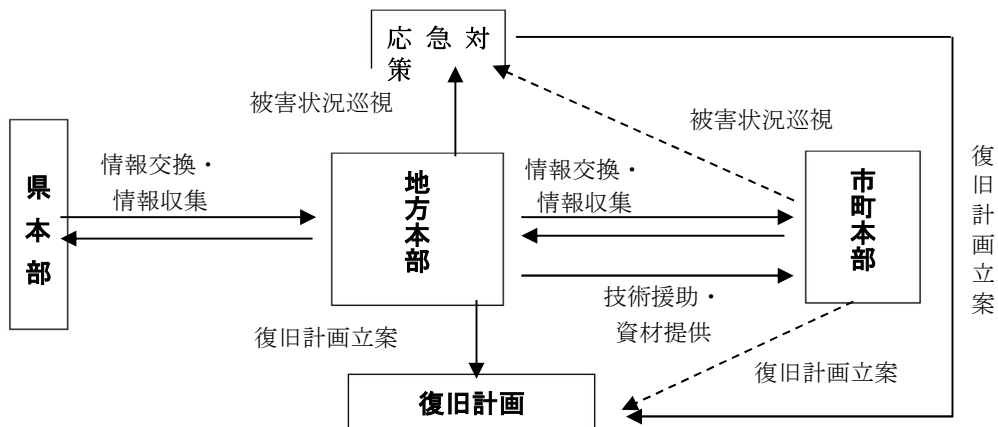 応急対
策
被害状況巡視
被害状況巡視
県本部
情報交換・
情報収集
地方本部
情報交換・
情報収集
市町本部
復旧計画立案
技術援助・
資材提供
復旧計画立案
復旧計画立案
復旧計画